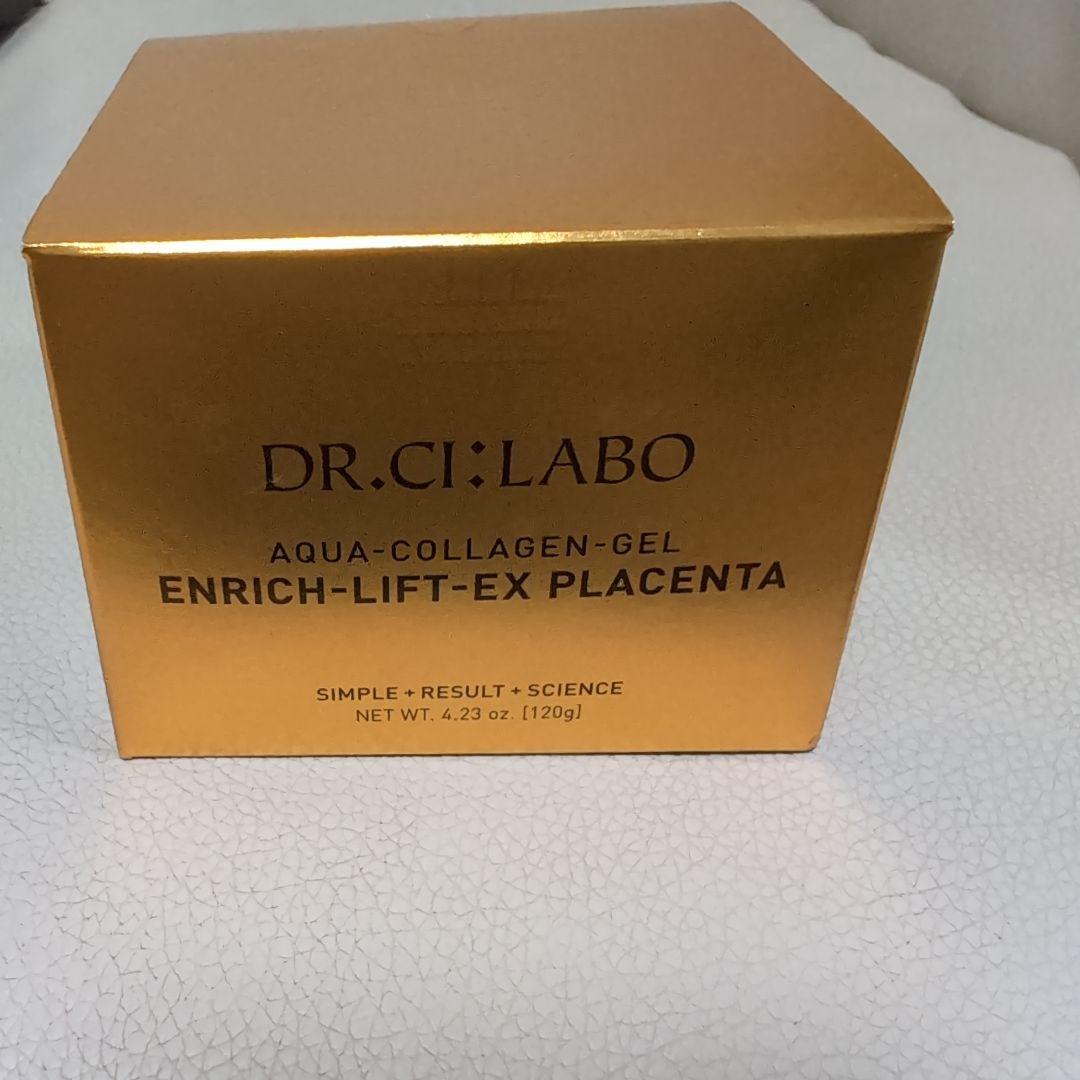 DR.CI:LABO
AQUA-COLLAGEN-GEL
ENRICH-LIFT-EX PLACENTA
SIMPLE + RESULT + SCIENCE
NET WT. 4.23 oz. [120g]